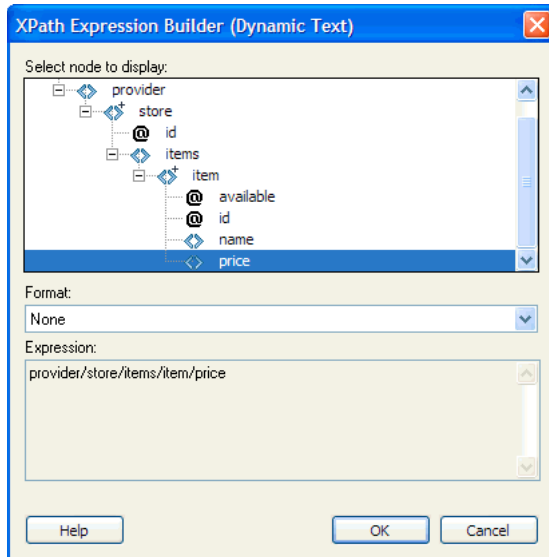 XPath Expression Builder (Dynamic Text)
Select node to display:
provider
store
@ id
items
item
@ available
@ id
name
price
Format:
None
Expression:
provider/store/items/item/price
Help
OK
Cancel